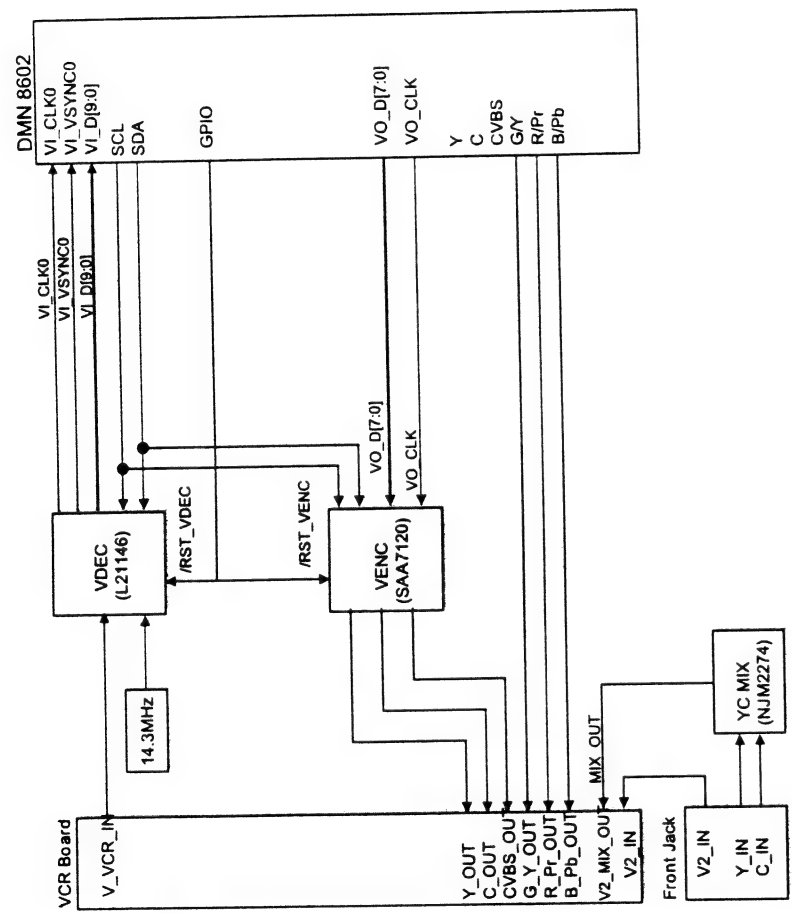 DMN 8602
VI_CLK0
VI_VSYNC0
VI_D[9:0]
SCL
SDA
GPIO
VO_D[7:0]
VO_CLK
Y
C
CVBS
G/Y
R/Pr
B/Pb
VI_CLK0
VI_VSYNC0
VI_D[9:0]
VO_D[7:0]
VO_CLK
VDEC
(L21146)
/RST_VDEC
/RST_VENC
VENC
(SAA7120)
14.3MHz
YC MIX
(NJM2274)
MIX_OUT
VCR Board
V_VCR_IN
Y_OUT
C_OUT
CVBS_OUT
G_Y_OUT
R_Pr_OUT
B_Pb_OUT
V2_MIX_OUT
V2_IN
Front Jack
V2_IN
Y_IN
C_IN